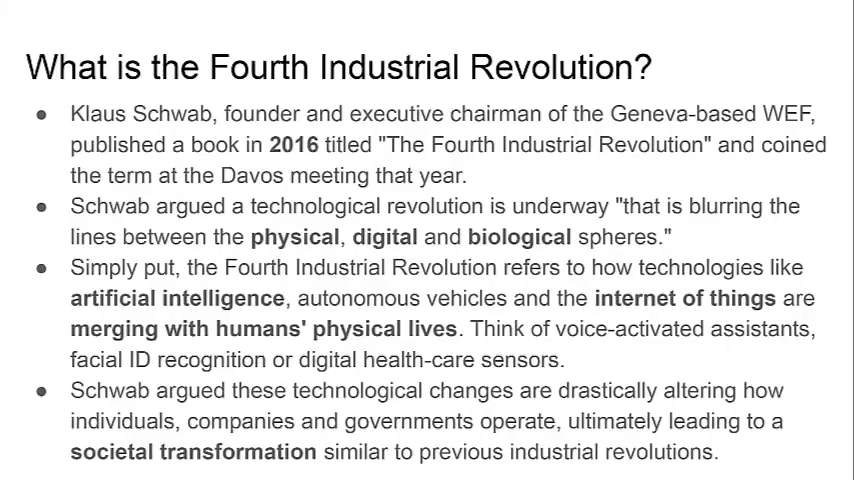 What is the Fourth Industrial Revolution?
● Klaus Schwab, founder and executive chairman of the Geneva-based WEF,
published a book in 2016 titled "The Fourth Industrial Revolution" and coined
the term at the Davos meeting that year.
● Schwab argued a technological revolution is underway "that is blurring the
lines between the physical, digital and biological spheres."
● Simply put, the Fourth Industrial Revolution refers to how technologies like
artificial intelligence, autonomous vehicles and the internet of things are
merging with humans' physical lives. Think of voice-activated assistants,
facial ID recognition or digital health-care sensors.
● Schwab argued these technological changes are drastically altering how
individuals, companies and governments operate, ultimately leading to a
societal transformation similar to previous industrial revolutions.